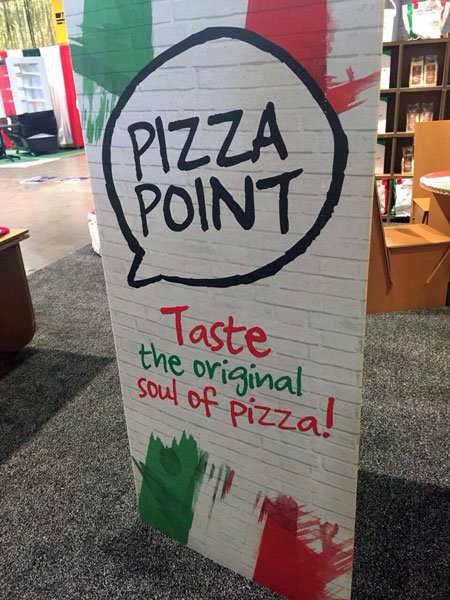 PIZZA
POINT
Taste
the original
soul of pizza!